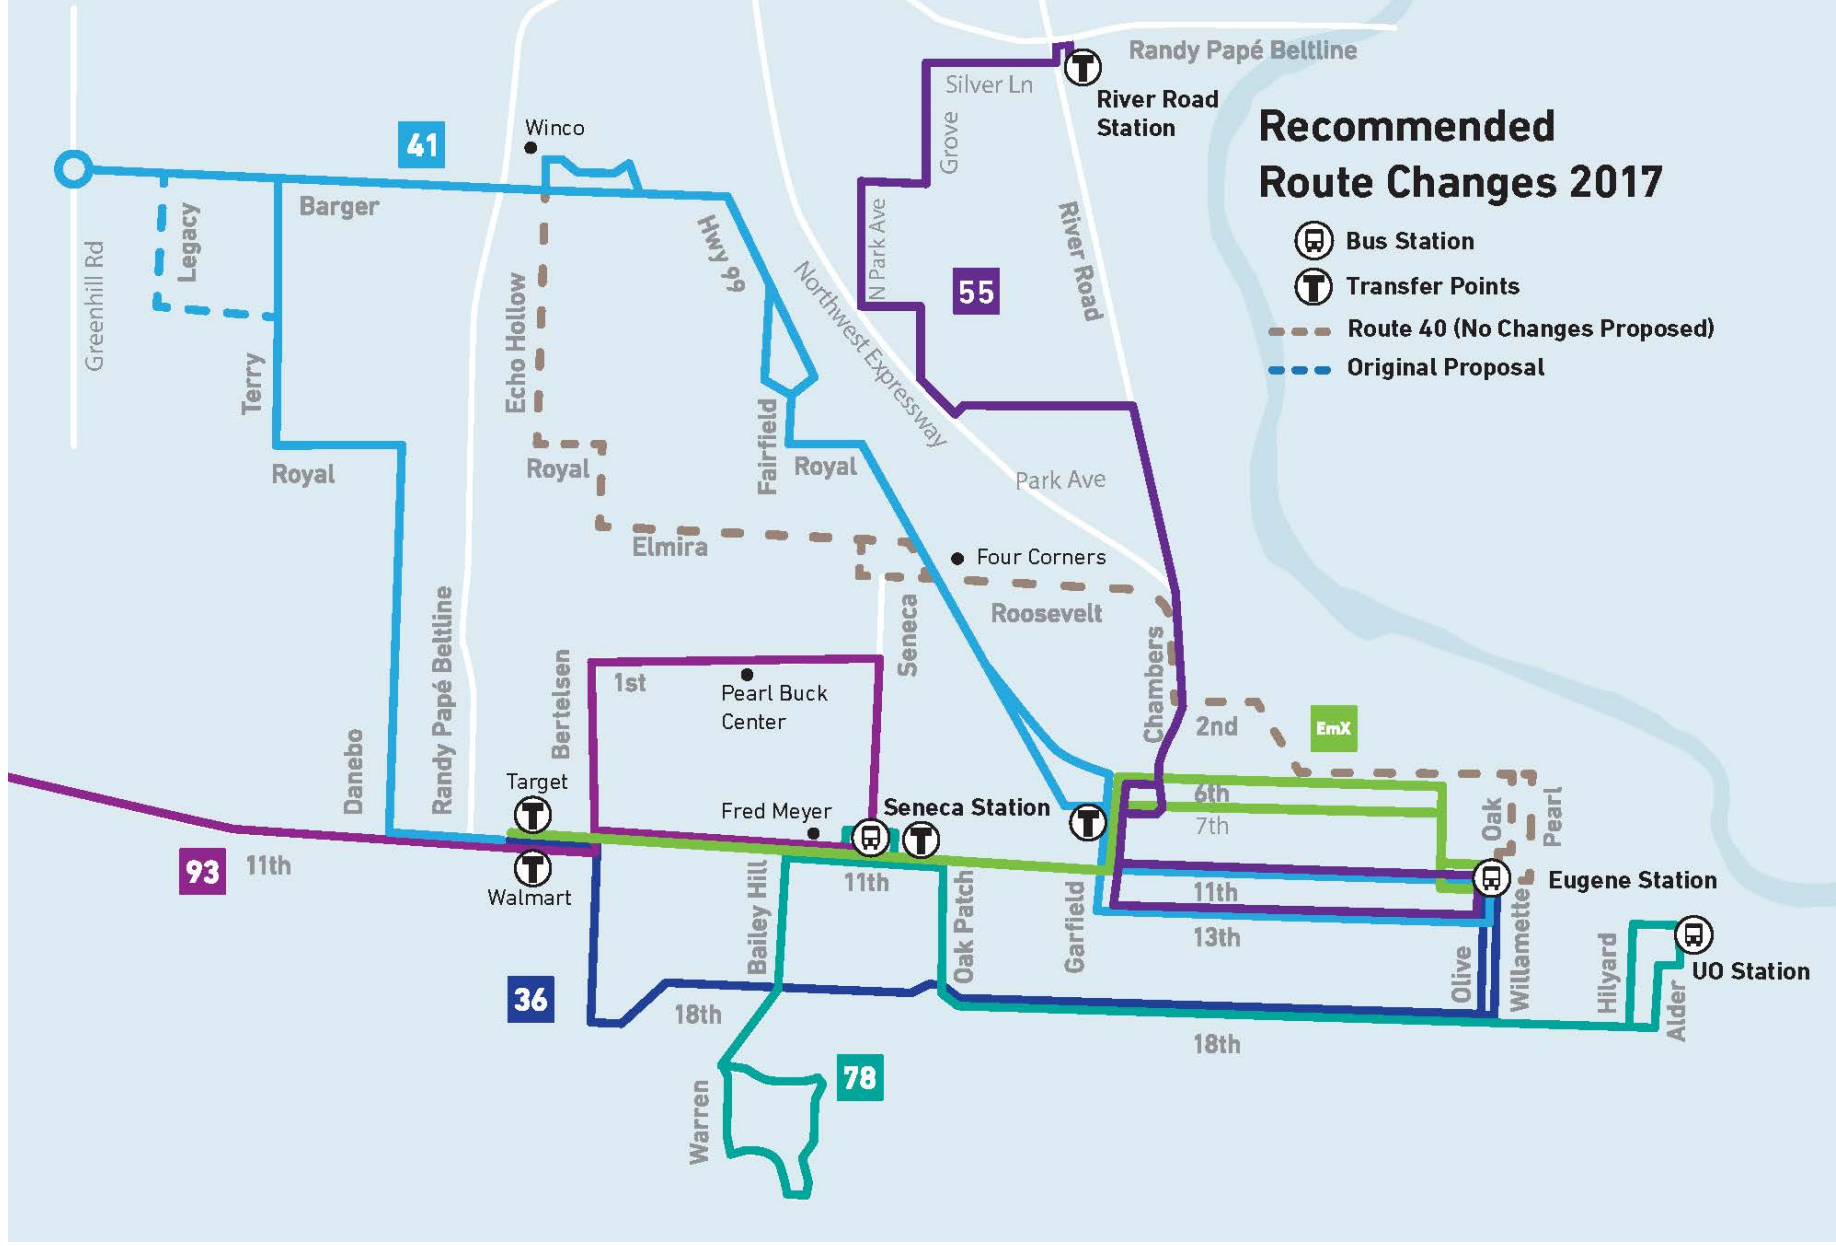 Randy Papé Beltline
Silver Ln
River Road
Station
Recommended
Route Changes 2017
Bus Station
Transfer Points
Route 40 (No Changes Proposed)
Original Proposal
41
Winco
Grove
Barger
Legacy
Greenhill Rd
Hwy 99
N Park Ave
River Road
55
Northwest Expressway
Echo Hollow
Terry
Royal
Royal
Fairfield
Royal
Park Ave
Elmira
Four Corners
Roosevelt
Seneca
Chambers
Randy Papé Beltline
Bertelsen
1st
Pearl Buck
Center
2nd
EmX
Danebo
Target
Fred Meyer
Seneca Station
6th
7th
Oak
Pearl
93
11th
Walmart
Bailey Hill
11th
Oak Patch
Garfield
11th
13th
Eugene Station
Olive
Willamette
Hilyard
Alder
UO Station
36
18th
18th
78
Warren